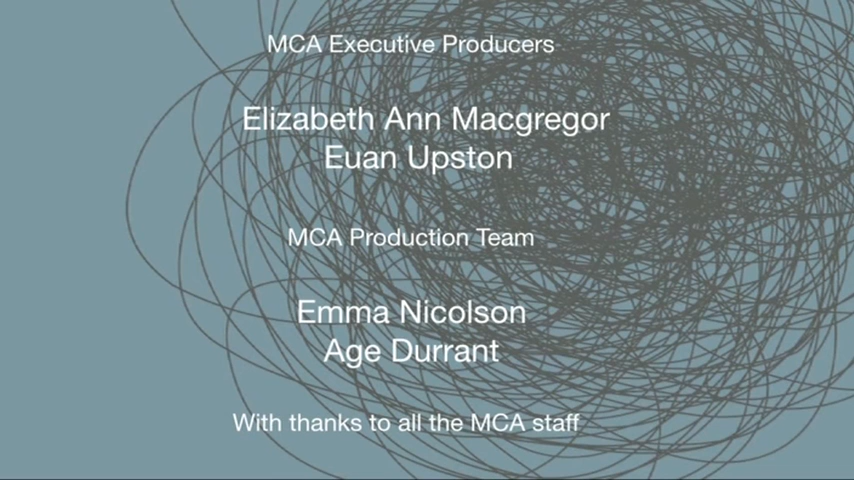 MCA Executive Producers
Elizabeth Ann Macgregor
Euan Upston
MCA Production Team
Emma Nicolson
Age Durrant
With thanks to all the MCA staff